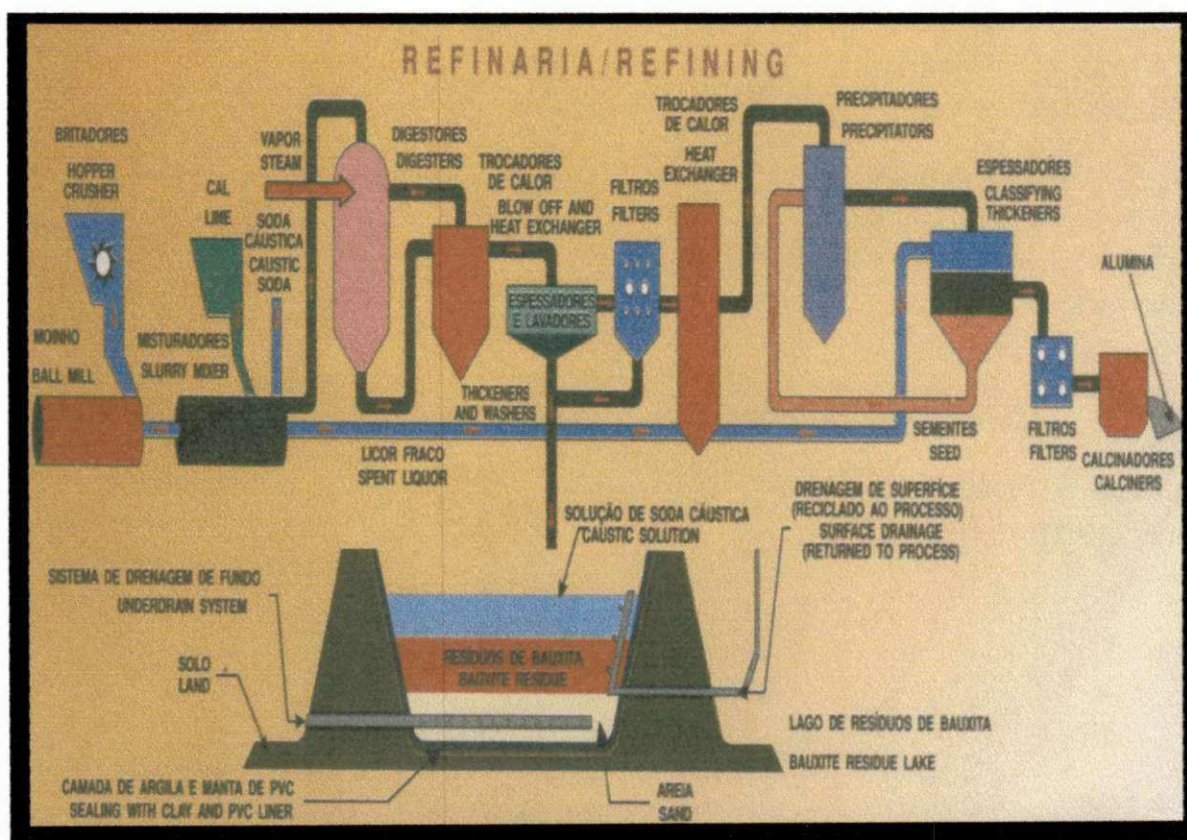 REFINARIA/REFINING
BRITADORES
HOPPER
CRUSHER
CAL
LIME
VAPOR
STEAM
SODA
CÁUSTICA
CAUSTIC
SODA
DIGESTORES
DIGESTERS
TROCADORES
DE CALOR
BLOW OFF AND
HEAT EXCHANGER
FILTROS
FILTERS
TROCADORES
DE CALOR
HEAT
EXCHANGER
PRECIPITADORES
PRECIPITATORS
ESPESSADORES
CLASSIFYING
THICKENERS
ALUMINA
MOINHO
BALL MILL
MISTURADORES
SLURRY MIXER
ESPESSADORES
E LAVADORES
THICKENERS
AND WASHERS
LICOR FRACO
SPENT LIQUOR
SEMENTES
SEED
FILTROS
FILTERS
CALCINADORES
CALCINERS
SOLUÇÃO DE SODA CÁUSTICA
CAUSTIC SOLUTION
DRENAGEM DE SUPERFÍCIE
(RECICLADO AO PROCESSO)
SURFACE DRAINAGE
(RETURNED TO PROCESS)
SISTEMA DE DRENAGEM DE FUNDO
UNDERDRAIN SYSTEM
RESÍDUOS DE BAUXITA
BAUXITE RESIDUE
SOLO
LAND
LAGO DE RESÍDUOS DE BAUXITA
BAUXITE RESIDUE LAKE
CAMADA DE ARGILA E MANTA DE PVC
SEALING WITH CLAY AND PVC LINER
AREIA
SAND